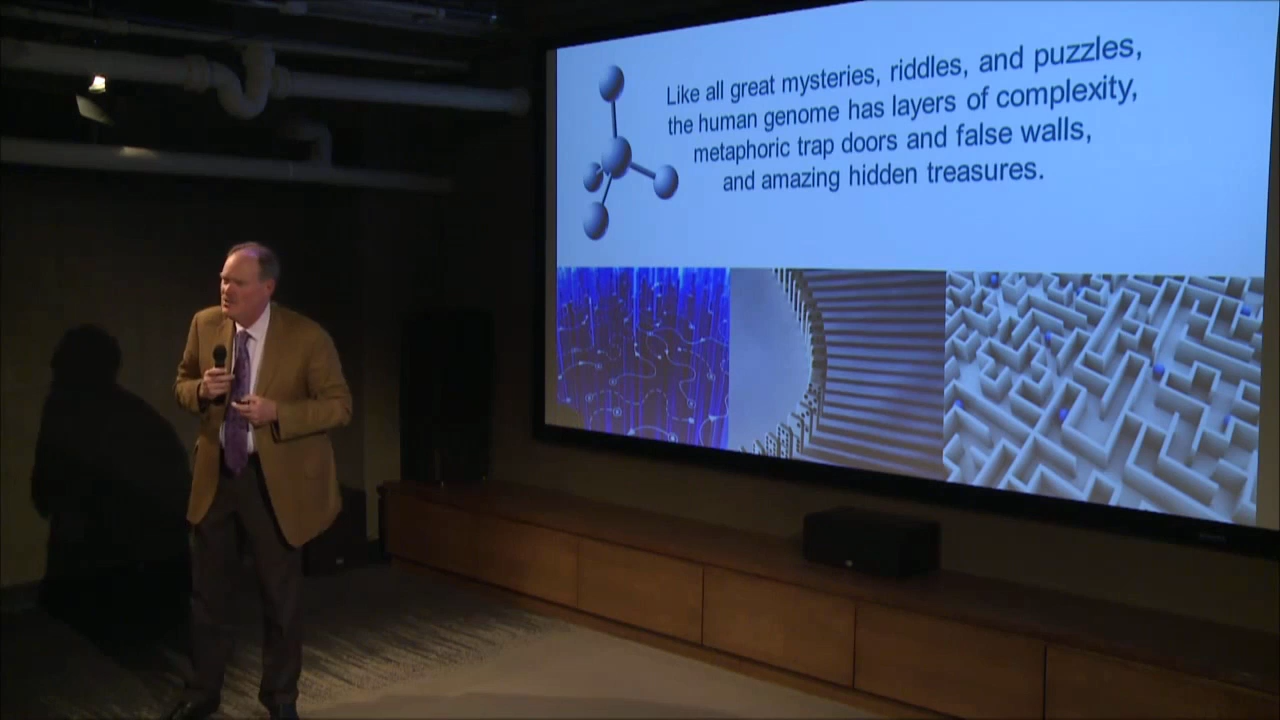 Like all great mysteries, riddles, and puzzles,
the human genome has layers of complexity,
metaphoric trap doors and false walls,
and amazing hidden treasures.